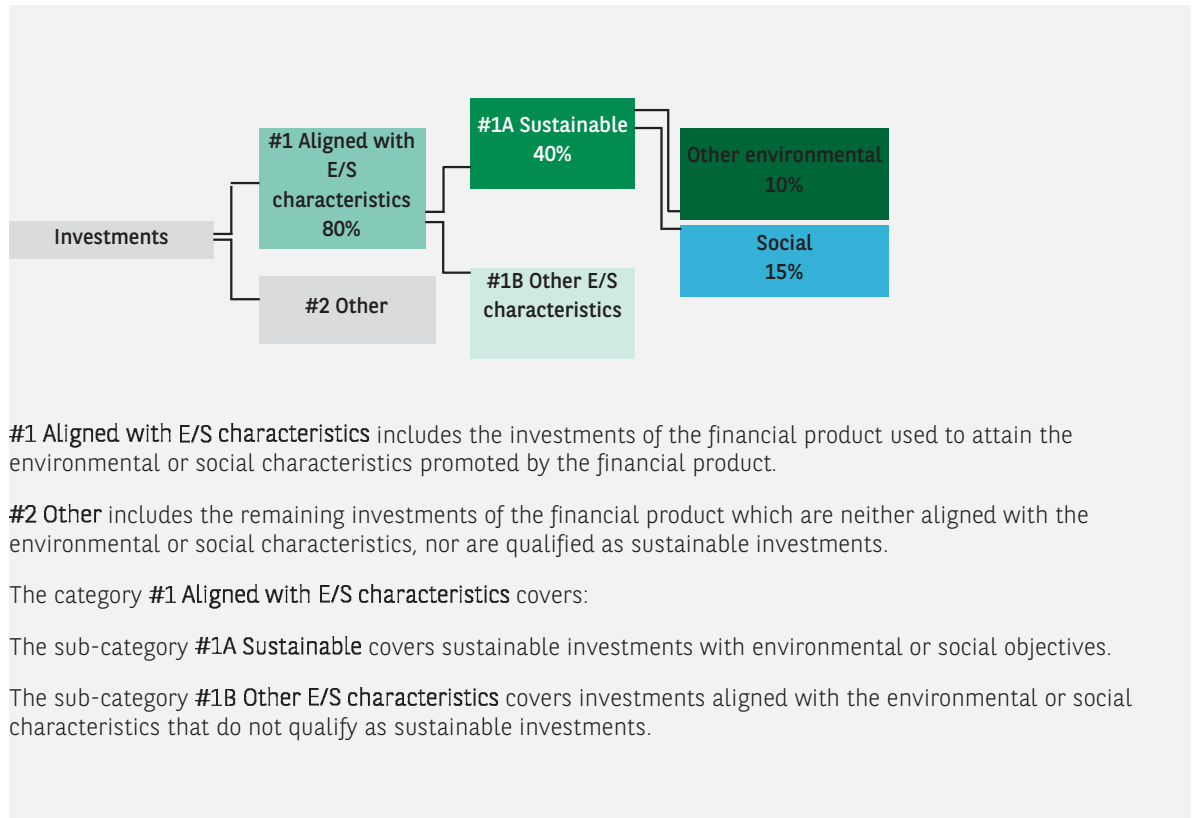 Investments
#1 Aligned with
E/S
characteristics
80%
#2 Other
#1A Sustainable
40%
#1B Other E/S
characteristics
Other environmental
10%
Social
15%
#1 Aligned with E/S characteristics includes the investments of the financial product used to attain the
environmental or social characteristics promoted by the financial product.
#2 Other includes the remaining investments of the financial product which are neither aligned with the
environmental or social characteristics, nor are qualified as sustainable investments.
The category #1 Aligned with E/S characteristics covers:
The sub-category #1A Sustainable covers sustainable investments with environmental or social objectives.
The sub-category #1B Other E/S characteristics covers investments aligned with the environmental or social
characteristics that do not qualify as sustainable investments.